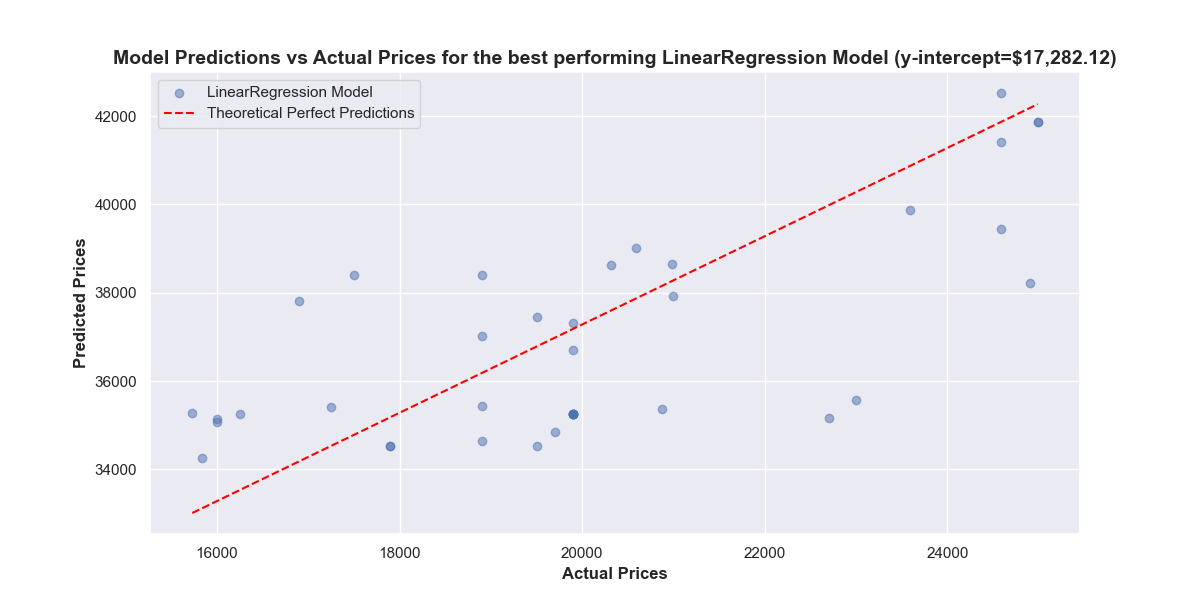 Model Predictions vs Actual Prices for the best performing LinearRegression Model (y-intercept=$17,282.12)
LinearRegression Model
Theoretical Perfect Predictions
42000
40000
38000
36000
34000
Predicted Prices
16000 18000 20000 22000 24000
Actual Prices